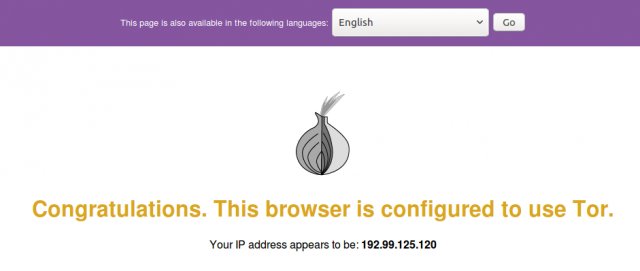 This page is also available in the following languages: English Go
Congratulations. This browser is configured to use Tor.
Your IP address appears to be: 192.99.125.120